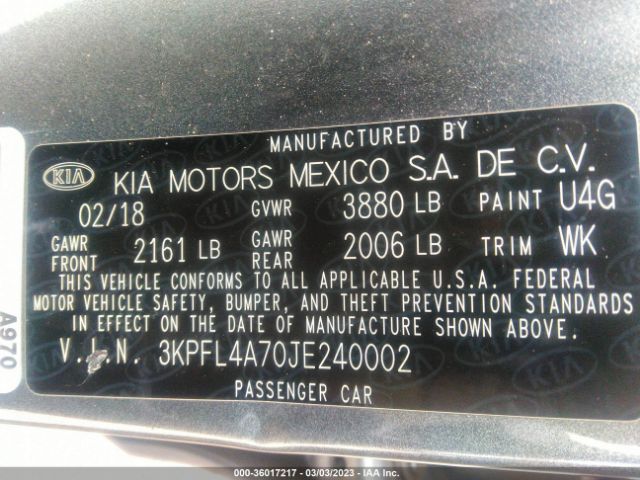 MANUFACTURED BY
KIA KIA MOTORS MEXICO S.A. DE C.V.
02/18 GVWR 3880 LB PAINT U4G
GAWR FRONT 2161 LB GAWR REAR 2006 LB TRIM WK
THIS VEHICLE CONFORMS TO ALL APPLICABLE U.S.A. FEDERAL
MOTOR VEHICLE SAFETY, BUMPER, AND THEFT PREVENTION STANDARDS
IN EFFECT ON THE DATE OF MANUFACTURE SHOWN ABOVE.
V.I.N. 3KPFL4A70JE240002
PASSENGER CAR
A970
000-36017217 - 03/03/2023 - IAA Inc.